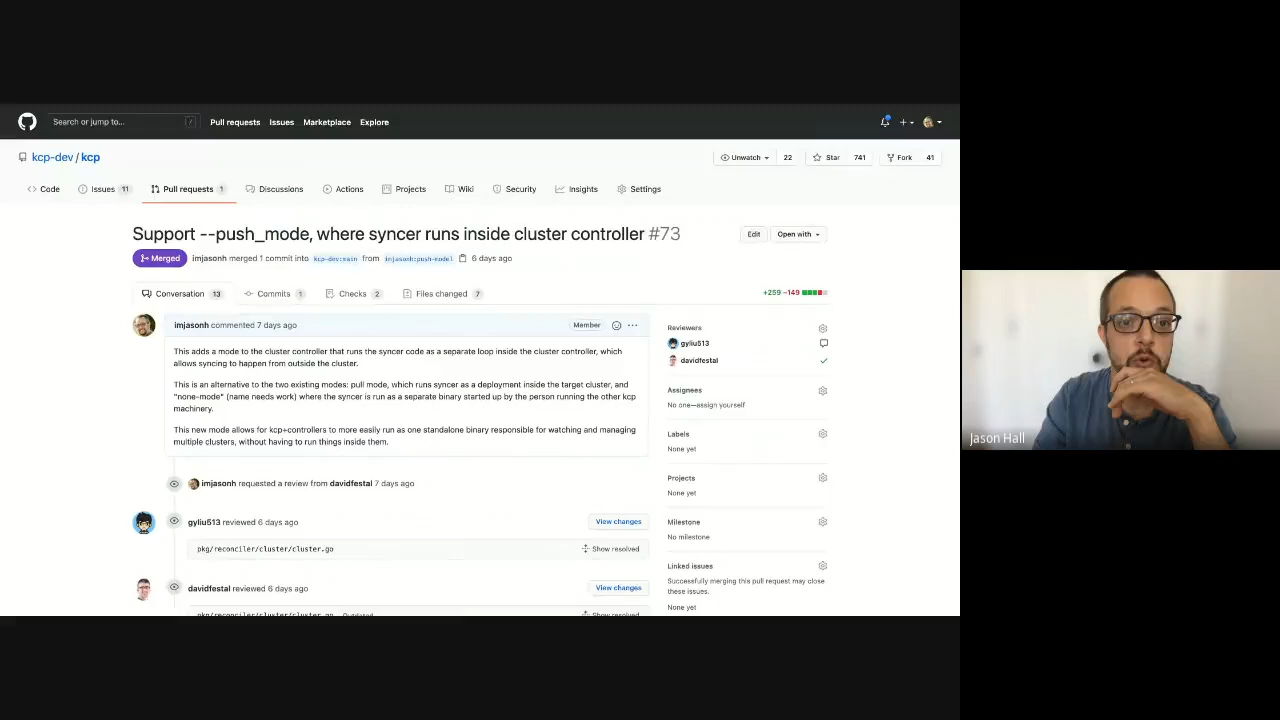 Search or jump to... /
Pull requests Issues Marketplace Explore
kcp-dev / kcp
Unwatch 22 Star 741 Fork 41
Code Issues 11 Pull requests 1 Discussions Actions Projects Wiki Security Insights Settings
Support --push_mode, where syncer runs inside cluster controller #73
Edit Open with
Merged imjasonh merged 1 commit into kcp-dev:main from imjasonh:push-model 6 days ago
Conversation 13 Commits 1 Checks 2 Files changed 7
+259 −149
imjasonh commented 7 days ago Member
This adds a mode to the cluster controller that runs the syncer code as a separate loop inside the cluster controller, which
allows syncing to happen from outside the cluster.
This is an alternative to the two existing modes: pull mode, which runs syncer as a deployment inside the target cluster, and
"none-mode" (name needs work) where the syncer is run as a separate binary started up by the person running the other kcp
machinery.
This new mode allows for kcp+controllers to more easily run as one standalone binary responsible for watching and managing
multiple clusters, without having to run things inside them.
imjasonh requested a review from davidfestal 7 days ago
gyliu513 reviewed 6 days ago View changes
pkg/reconciler/cluster/cluster.go Show resolved
davidfestal reviewed 6 days ago View changes
pkg/reconciler/cluster/cluster.go Outdated Show resolved
Reviewers
gyliu513
davidfestal
Assignees
No one—assign yourself
Labels
None yet
Projects
None yet
Milestone
No milestone
Linked issues
Successfully merging this pull request may close
these issues.
None yet
Jason Hall